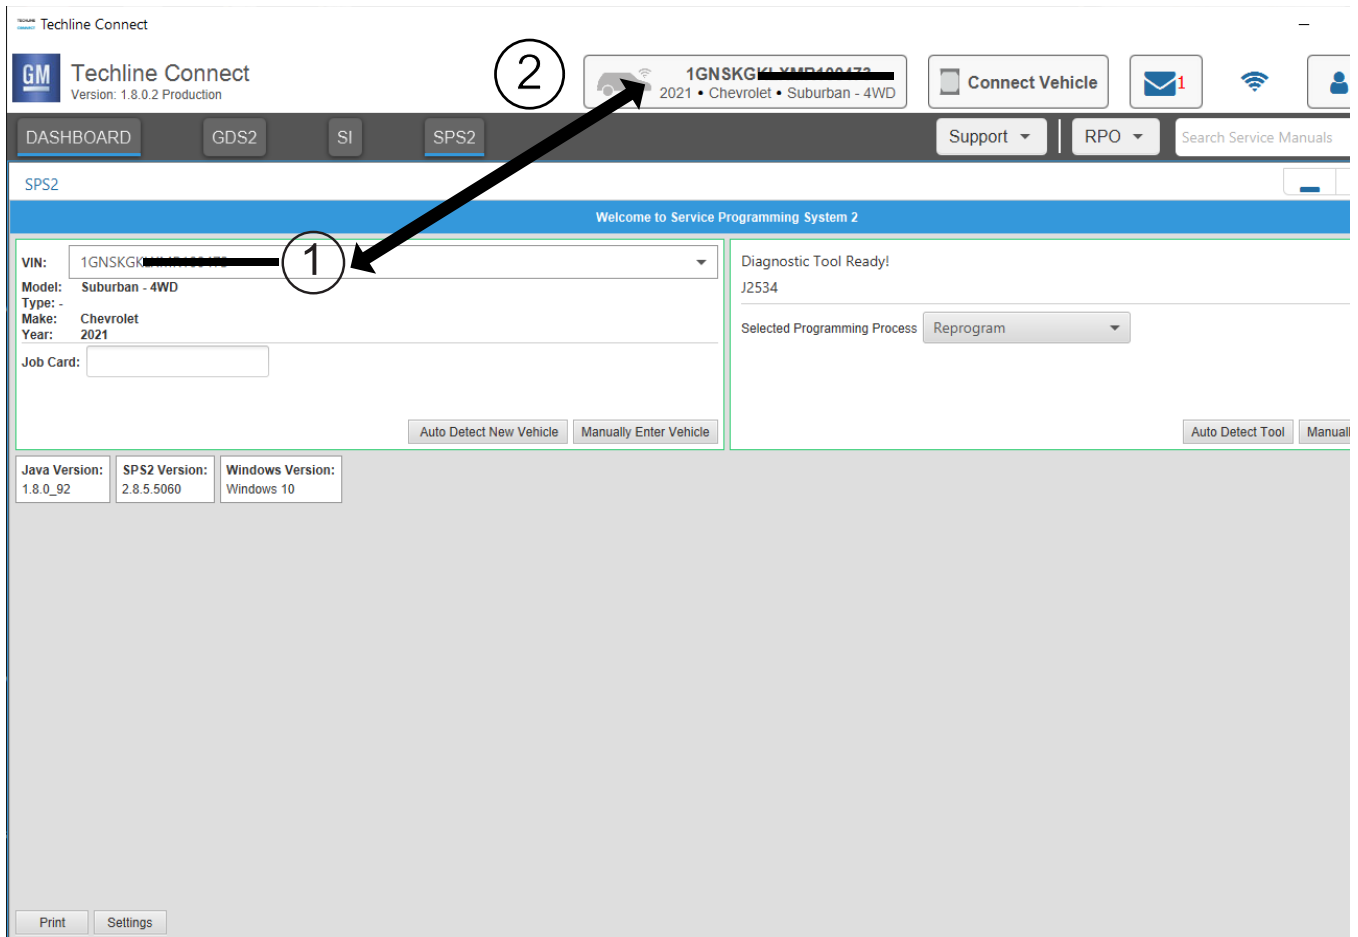 Techline Connect
GM
Techline Connect
Version: 1.8.0.2 Production
2
1GNSKG
2021 • Chevrolet • Suburban - 4WD
Connect Vehicle
1
DASHBOARD
GDS2
SI
SPS2
Support
RPO
Search Service Manuals
SPS2
Welcome to Service Programming System 2
VIN: 1GNSKGK
1
Model: Suburban - 4WD
Type: -
Make: Chevrolet
Year: 2021
Job Card:
Auto Detect New Vehicle
Manually Enter Vehicle
Diagnostic Tool Ready!
J2534
Selected Programming Process Reprogram
Auto Detect Tool
Manuall
Java Version:
1.8.0_92
SPS2 Version:
2.8.5.5060
Windows Version:
Windows 10
Print
Settings